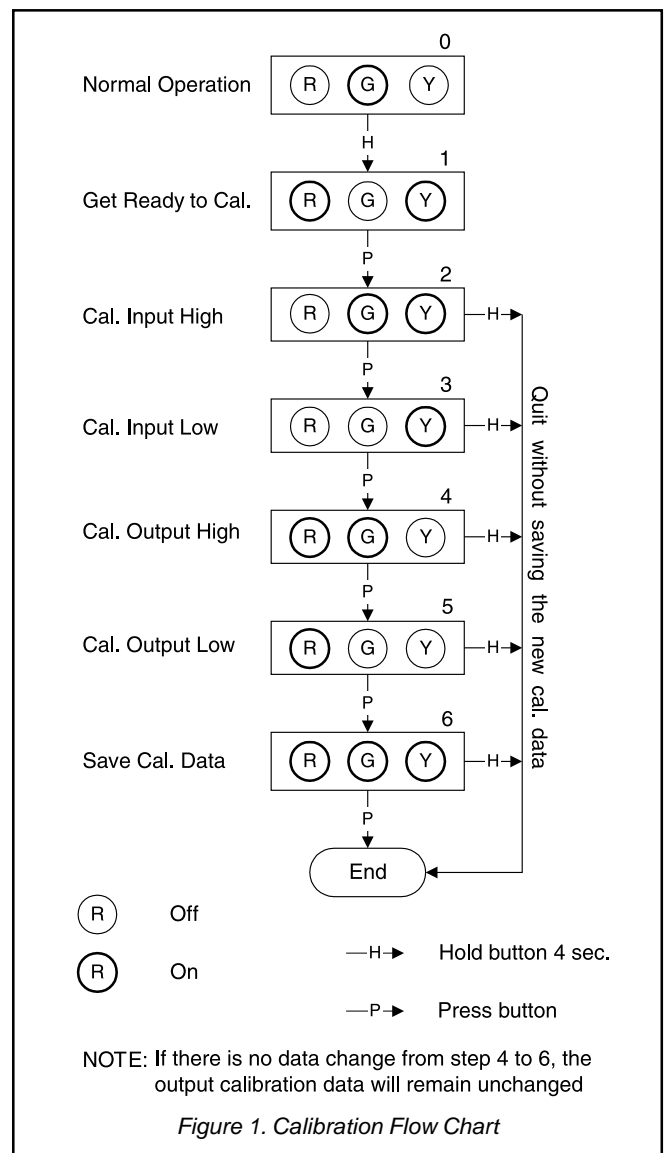 0
Normal Operation R G Y
H
1
Get Ready to Cal. R G Y
P
2
Cal. Input High R G Y H
P
3
Cal. Input Low R G Y H
P
4
Cal. Output High R G Y H
P
5
Cal. Output Low R G Y H
P
6
Save Cal. Data R G Y H
P
Quit without saving the new cal. data
End
R Off
R On
H Hold button 4 sec.
P Press button
NOTE: If there is no data change from step 4 to 6, the
output calibration data will remain unchanged
Figure 1. Calibration Flow Chart